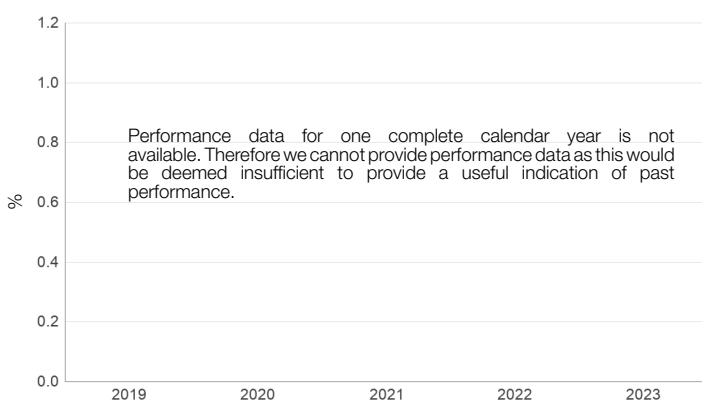 1.2
1.0
0.8
0.6
0.4
0.2
0.0
%
Performance data for one complete calendar year is not
available. Therefore we cannot provide performance data as this would
be deemed insufficient to provide a useful indication of past
performance.
2019 2020 2021 2022 2023